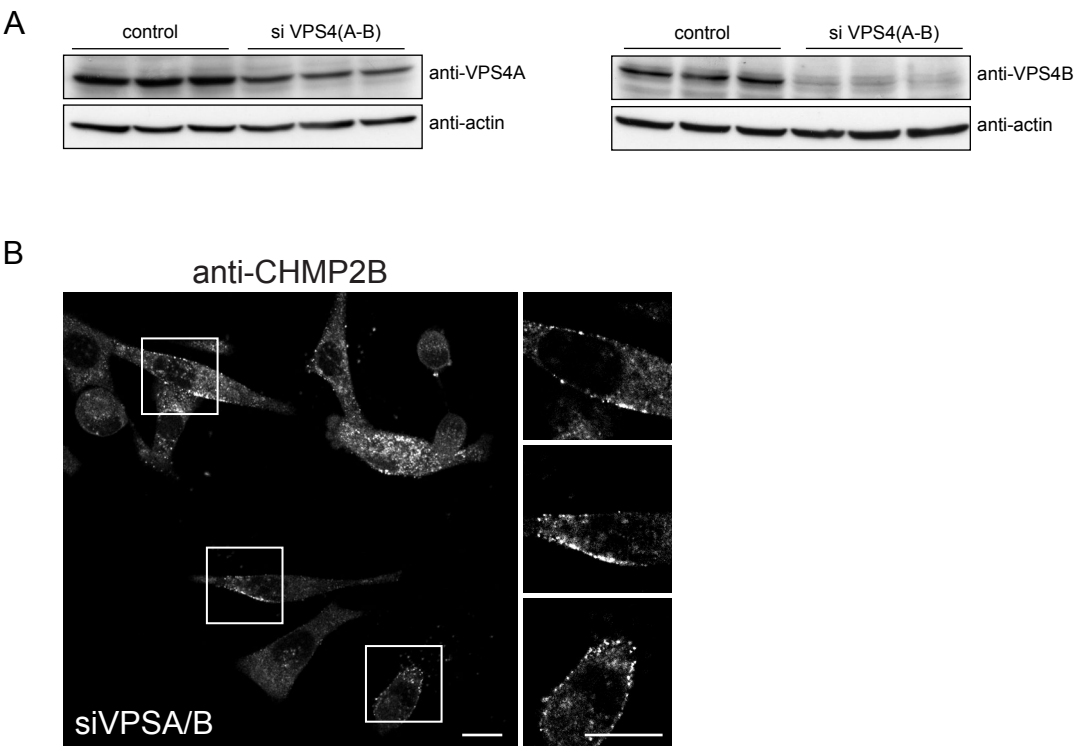 A
control si VPS4(A-B)
anti-VPS4A
anti-actin
control si VPS4(A-B)
anti-VPS4B
anti-actin
B
anti-CHMP2B
siVPSA/B